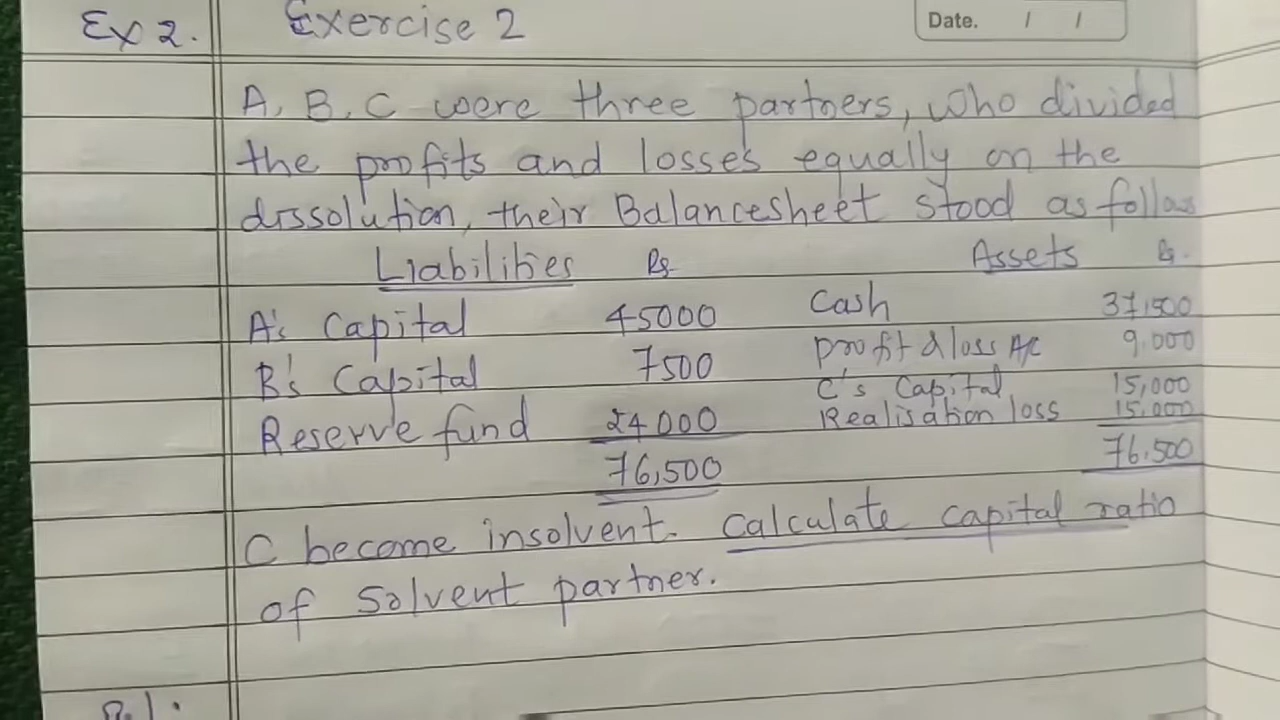 Ex 2. Exercise 2 Date. / /
A, B, C were three partners, who divided
the profits and losses equally on the
dissolution, their Balancesheet stood as follows
Liabilities Rs. Assets Rs.
A's Capital 45000 Cash 37,500
B's Capital 7500 profit & loss A/c 9,000
C's Capital 15,000
Reserve fund 24000 Realisation loss 15,000
76,500 76,500
C become insolvent. Calculate capital ratio
of solvent partner.